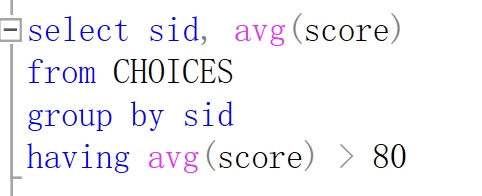 select sid, avg(score)
from CHOICES
group by sid
having avg(score) > 80